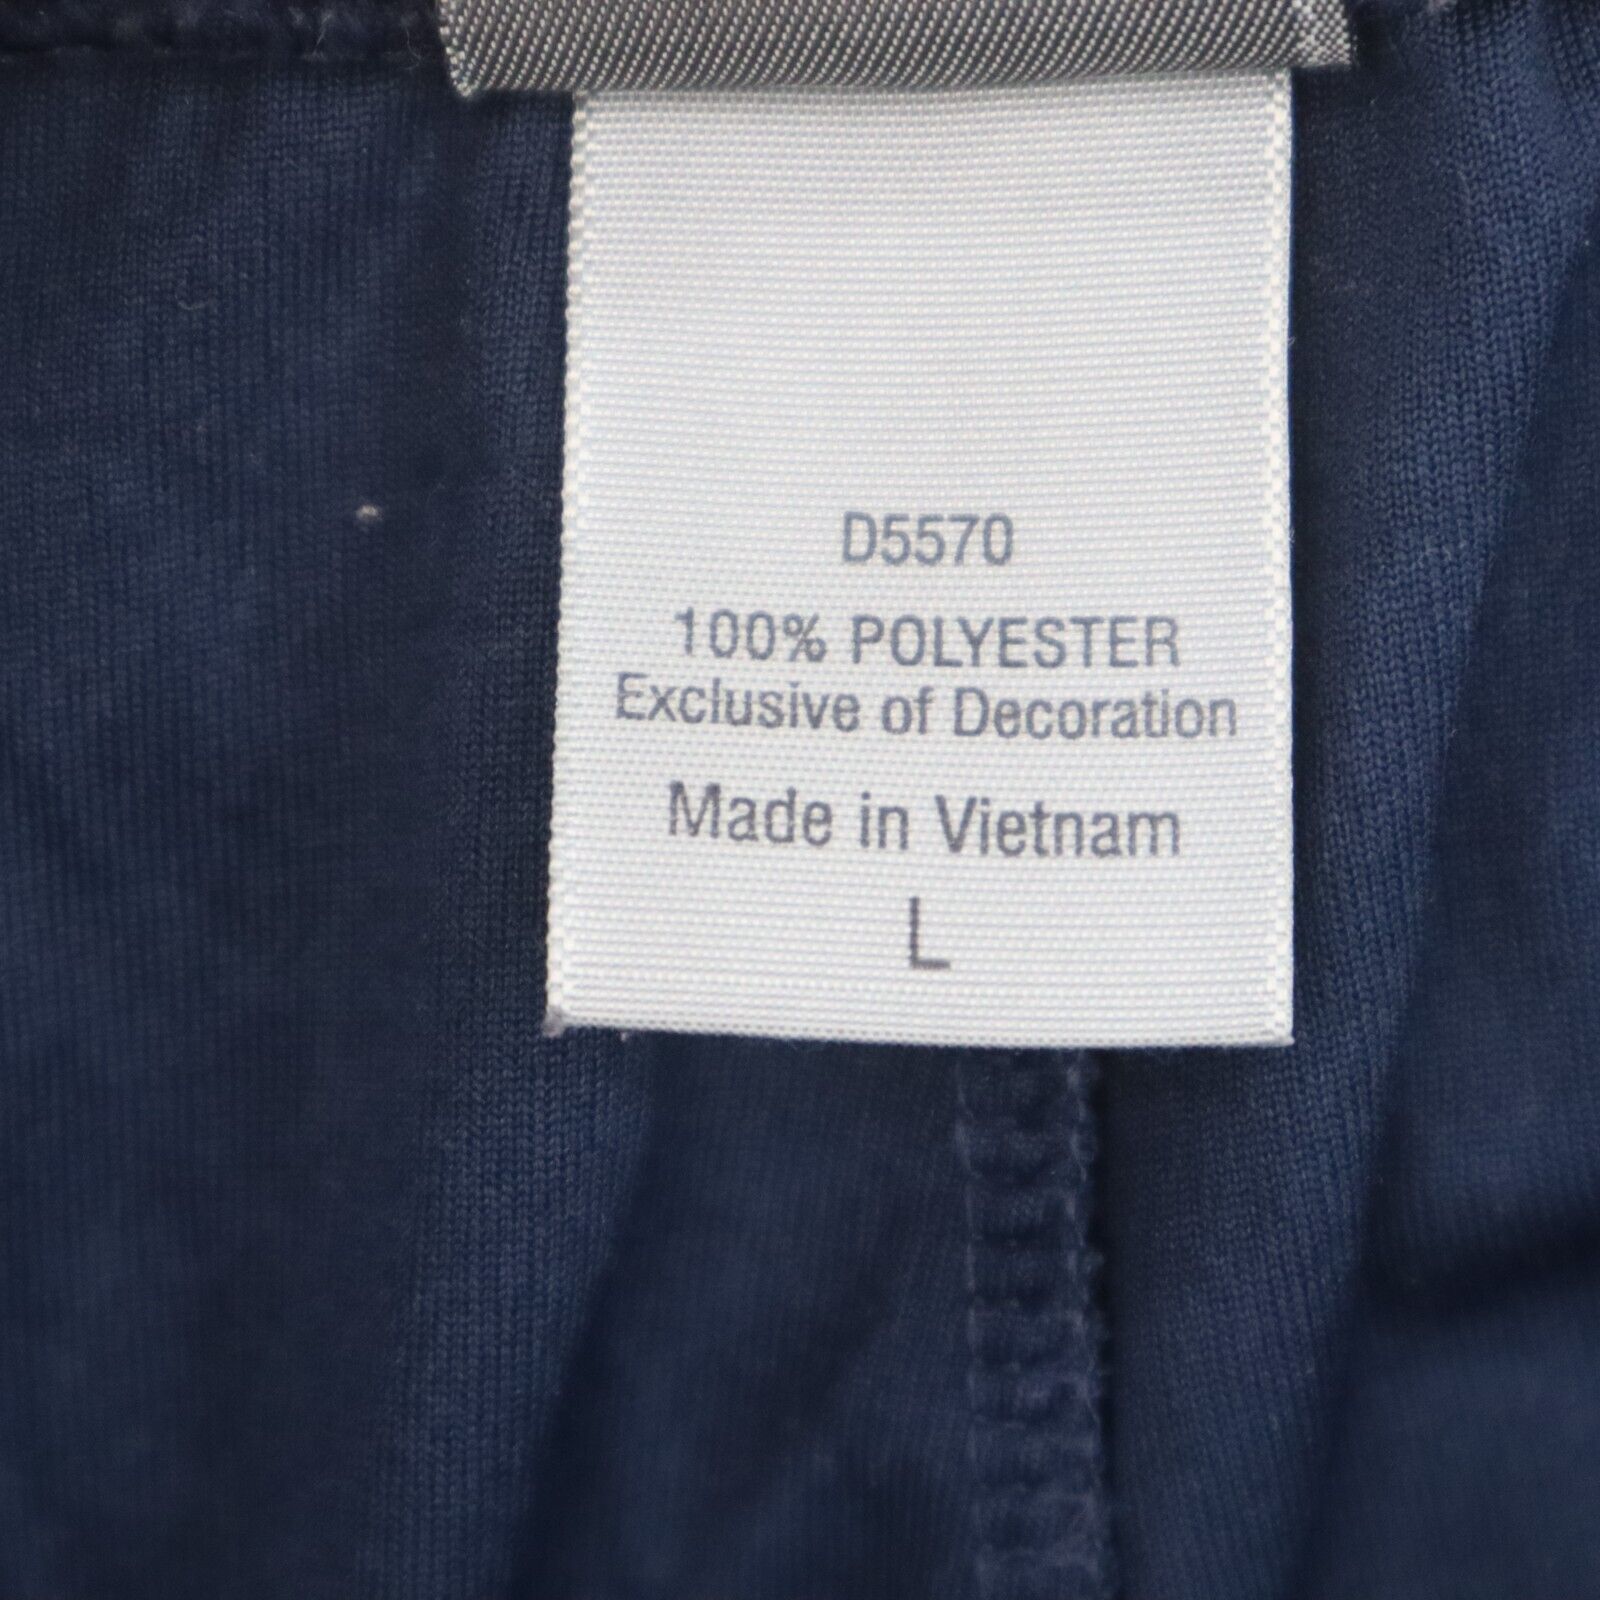 D5570
100% POLYESTER
Exclusive of Decoration
Made in Vietnam
L